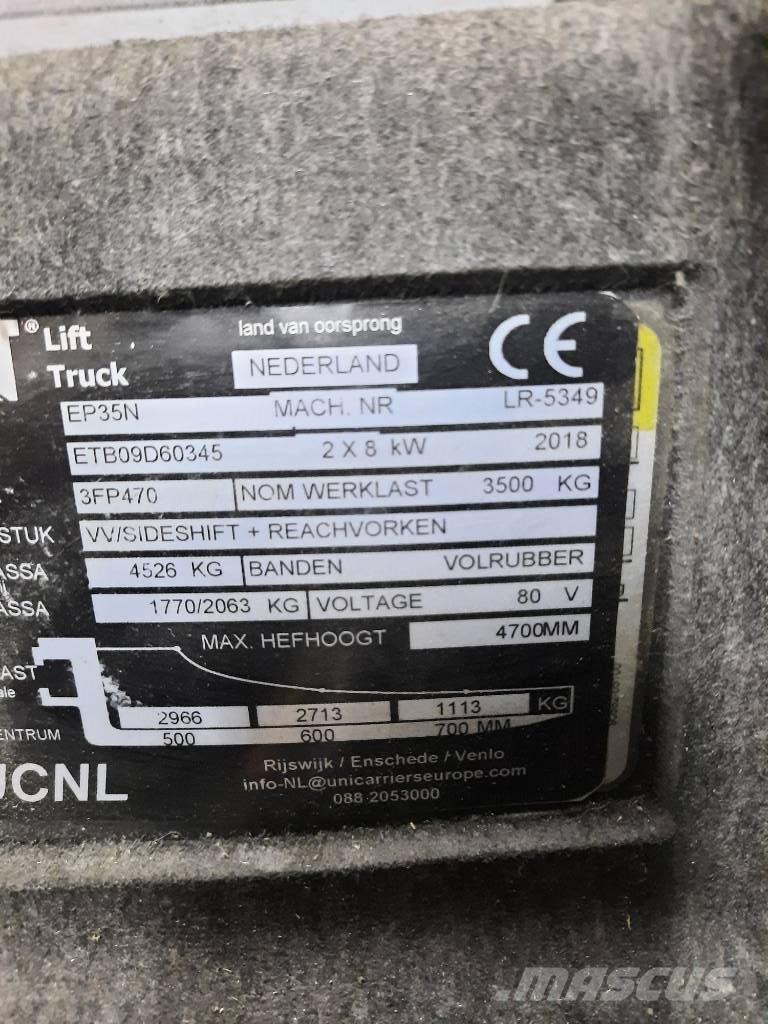 ® Lift
Truck
land van oorsprong
NEDERLAND
CE
EP35N MACH. NR LR-5349
ETB09D60345 2 X 8 kW 2018
3FP470 NOM WERKLAST 3500 KG
STUK VV/SIDESHIFT + REACHVORKEN
ASSA 4526 KG BANDEN VOLRUBBER
ASSA 1770/2063 KG VOLTAGE 80 V
MAX. HEFHOOGT 4700MM
AST
ale
2966 2713 1113 KG
ENTRUM 500 600 700 MM
UCNL
Rijswijk / Enschede / Venlo
info-NL@unicarrierseurope.com
088-2053000
MASCUS